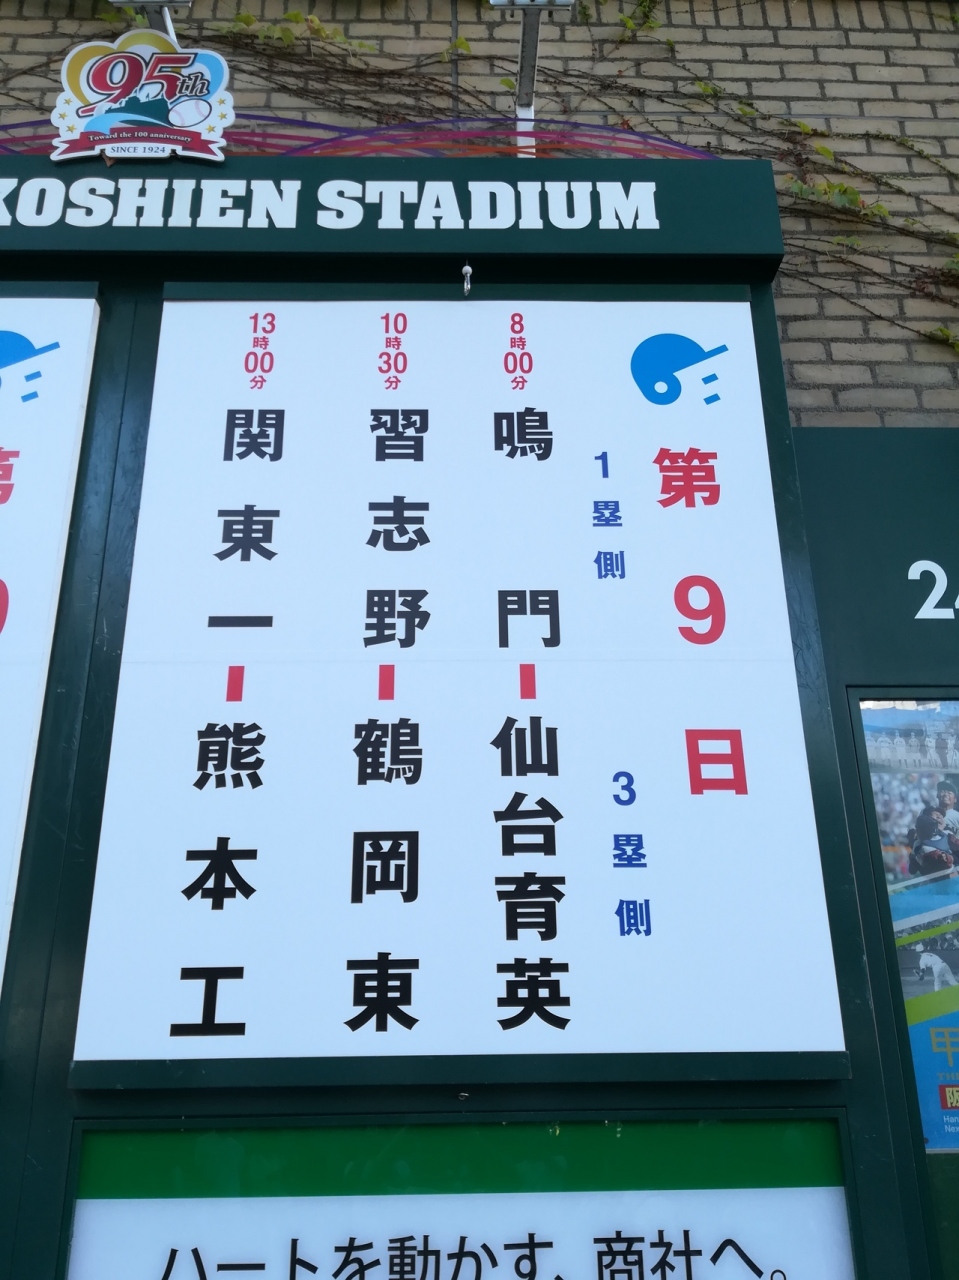 95th
Toward the 100 anniversary
SINCE 1924
KOSHIEN STADIUM
第9日
1塁側
3塁側
8時00分
鳴門ー仙台育英
10時30分
習志野ー鶴岡東
13時00分
関東一ー熊本工
ハートを動かす、商社へ。